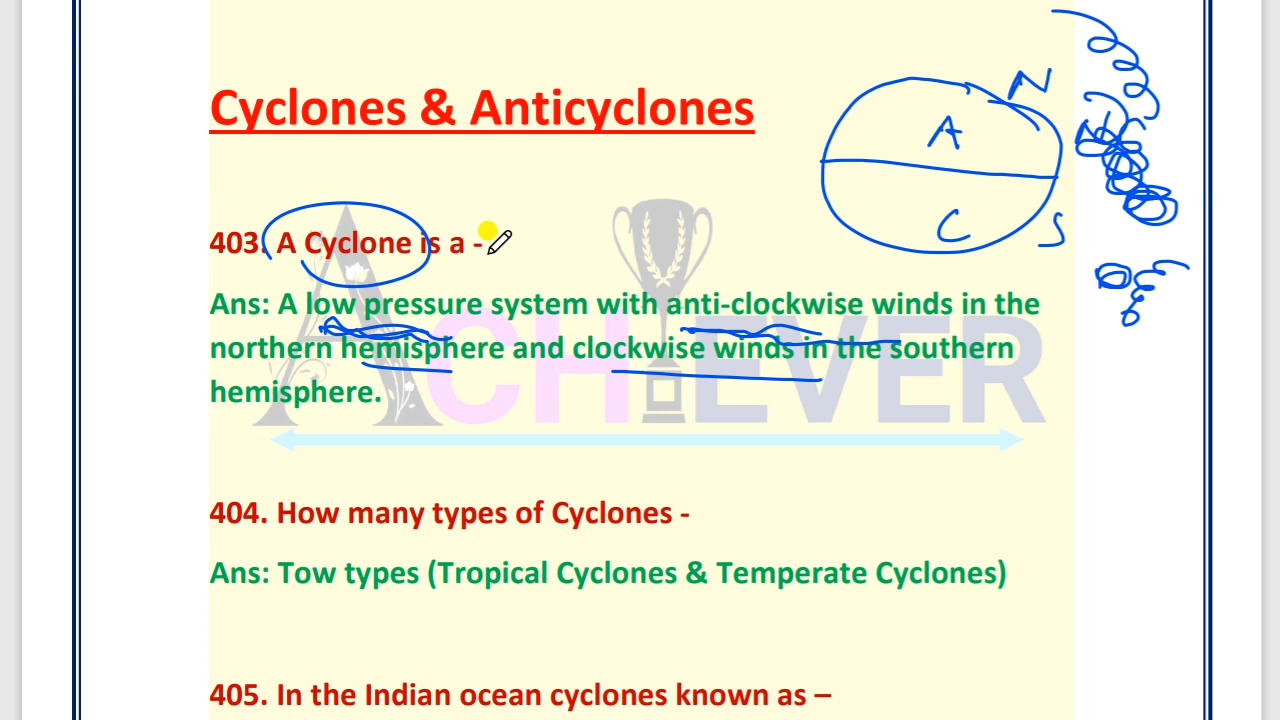 Cyclones & Anticyclones
N
A
C
S
403. A Cyclone is a -
Ans: A low pressure system with anti-clockwise winds in the
northern hemisphere and clockwise winds in the southern
hemisphere.
ACHIEVER
404. How many types of Cyclones -
Ans: Tow types (Tropical Cyclones & Temperate Cyclones)
405. In the Indian ocean cyclones known as –